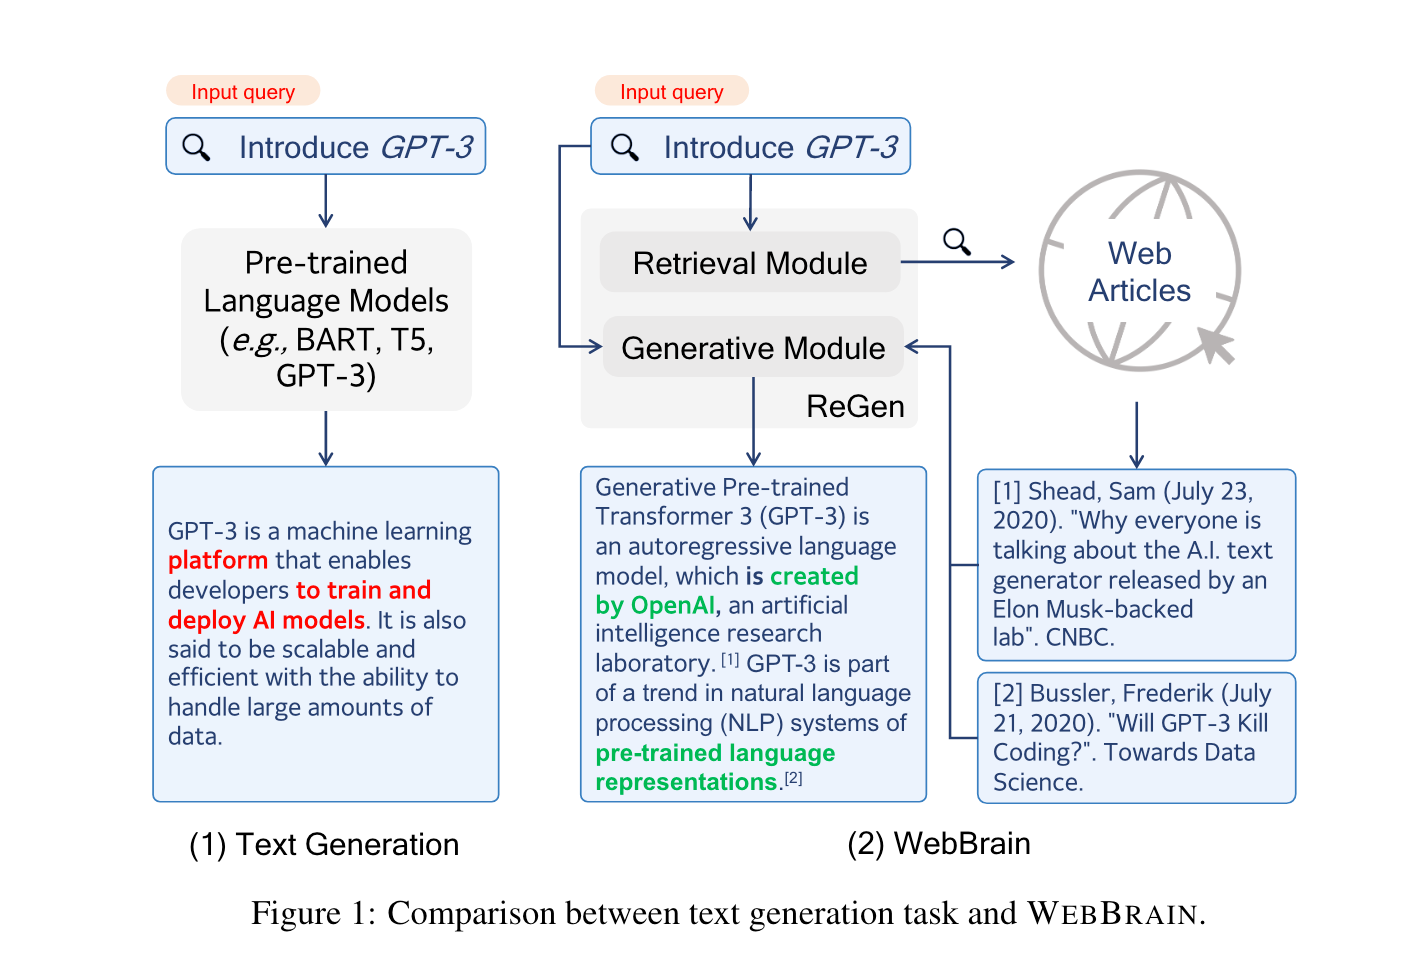 Input query
Introduce GPT-3
Pre-trained
Language Models
(e.g., BART, T5,
GPT-3)
GPT-3 is a machine learning
platform that enables
developers to train and
deploy AI models. It is also
said to be scalable and
efficient with the ability to
handle large amounts of
data.
(1) Text Generation
Input query
Introduce GPT-3
Retrieval Module
Generative Module
ReGen
Web
Articles
Generative Pre-trained
Transformer 3 (GPT-3) is
an autoregressive language
model, which is created
by OpenAI, an artificial
intelligence research
laboratory. [1] GPT-3 is part
of a trend in natural language
processing (NLP) systems of
pre-trained language
representations.[2]
[1] Shead, Sam (July 23,
2020). "Why everyone is
talking about the A.I. text
generator released by an
Elon Musk-backed
lab". CNBC.
[2] Bussler, Frederik (July
21, 2020). "Will GPT-3 Kill
Coding?". Towards Data
Science.
(2) WebBrain
Figure 1: Comparison between text generation task and WEBBRAIN.